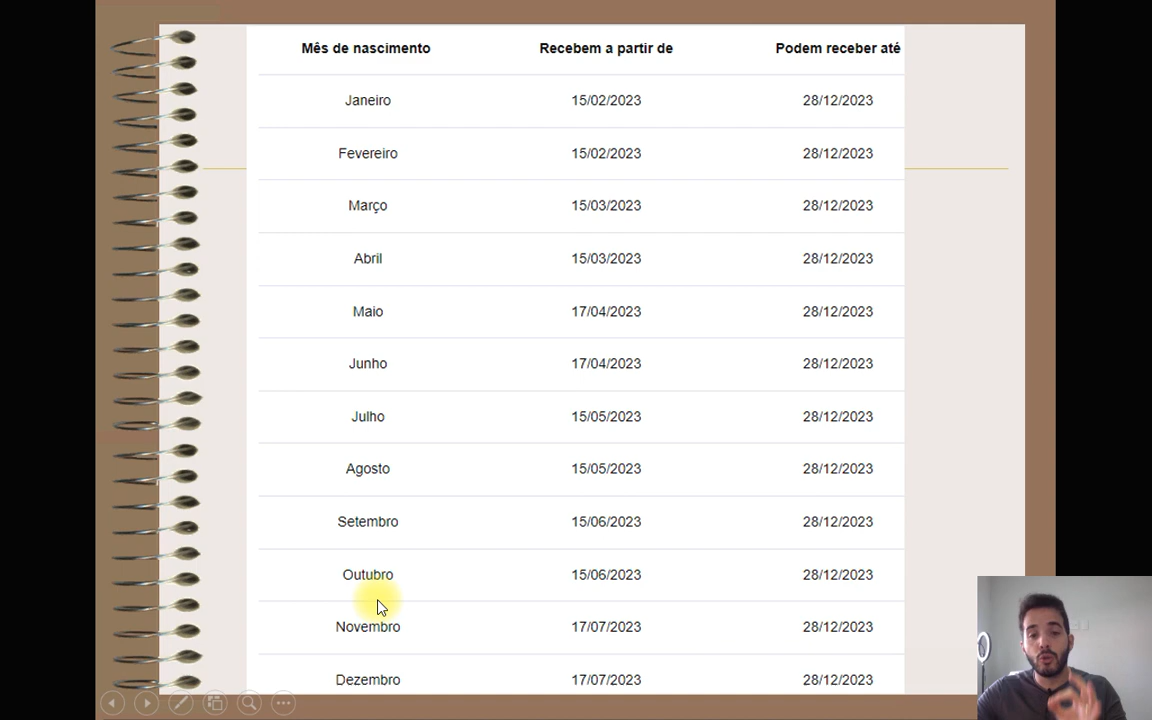 Mês de nascimento Recebem a partir de Podem receber até
Janeiro 15/02/2023 28/12/2023
Fevereiro 15/02/2023 28/12/2023
Março 15/03/2023 28/12/2023
Abril 15/03/2023 28/12/2023
Maio 17/04/2023 28/12/2023
Junho 17/04/2023 28/12/2023
Julho 15/05/2023 28/12/2023
Agosto 15/05/2023 28/12/2023
Setembro 15/06/2023 28/12/2023
Outubro 15/06/2023 28/12/2023
Novembro 17/07/2023 28/12/2023
Dezembro 17/07/2023 28/12/2023